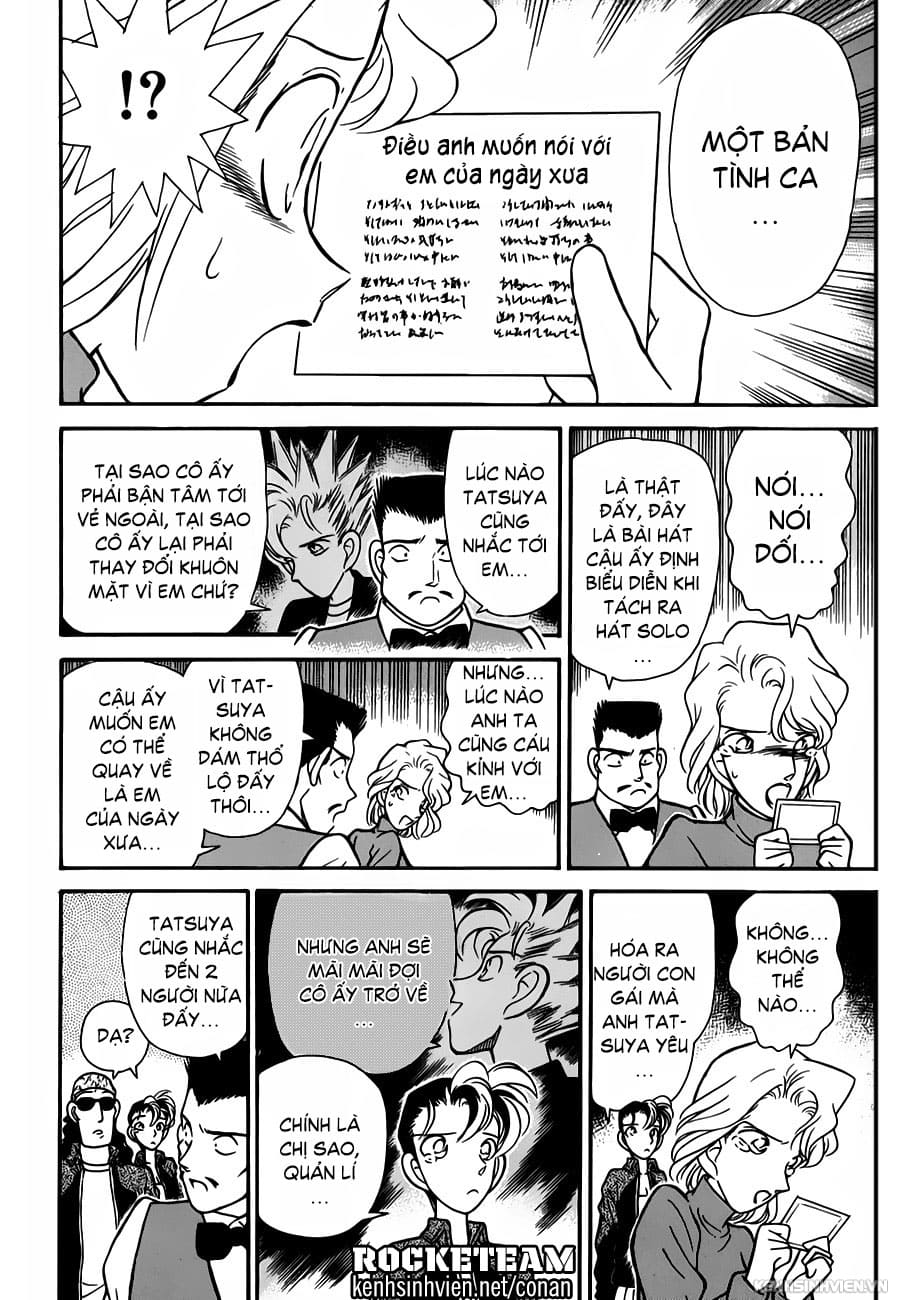 MỘT BẢN
TÌNH CA
...
!?
Điều anh muốn nói với
em của ngày xưa
NÓI...
NÓI
DỐI...
LÀ THẬT
ĐẤY, ĐÂY
LÀ BÀI HÁT
CẬU ẤY ĐỊNH
BIỂU DIỄN KHI
TÁCH RA
HÁT SOLO
...
LÚC NÀO
TATSUYA
CŨNG
NHẮC TỚI
EM...
TẠI SAO CÔ ẤY
PHẢI BẬN TÂM TỚI
VẺ NGOÀI, TẠI SAO
CÔ ẤY LẠI PHẢI
THAY ĐỔI KHUÔN
MẶT VÌ EM CHỨ?
NHƯNG...
LÚC NÀO
ANH TA
CŨNG CÁU
KỈNH VỚI
EM...
VÌ TAT-
SUYA
KHÔNG
DÁM THỔ
LỘ ĐẤY
THÔI...
CẬU ẤY
MUỐN EM
CÓ THỂ
QUAY VỀ
LÀ EM
CỦA NGÀY
XƯA...
KHÔNG...
KHÔNG
THỂ
NÀO...
HÓA RA
NGƯỜI CON
GÁI MÀ
ANH TAT-
SUYA YÊU
...
NHƯNG ANH SẼ
MÃI MÃI ĐỢI
CÔ ẤY TRỞ VỀ
...
CHÍNH LÀ
CHỊ SAO,
QUẢN LÍ
...
TATSUYA
CŨNG NHẮC
ĐẾN 2
NGƯỜI NỮA
ĐẤY...
DẠ?
ROCKETEAM
kenhsinhvien.net/conan
KENHSINHVIEN.VN